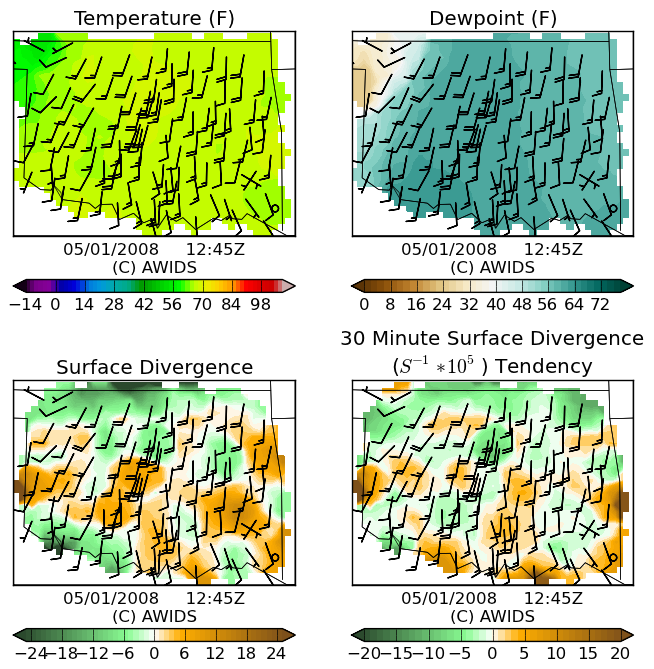 Temperature (F)
Dewpoint (F)
05/01/2008 12:45Z
(C) AWIDS
05/01/2008 12:45Z
(C) AWIDS
−14 0 14 28 42 56 70 84 98
0 8 16 24 32 40 48 56 64 72
Surface Divergence
30 Minute Surface Divergence
(S⁻¹ *10⁵ ) Tendency
05/01/2008 12:45Z
(C) AWIDS
05/01/2008 12:45Z
(C) AWIDS
−24 −18 −12 −6 0 6 12 18 24
−20 −15 −10 −5 0 5 10 15 20